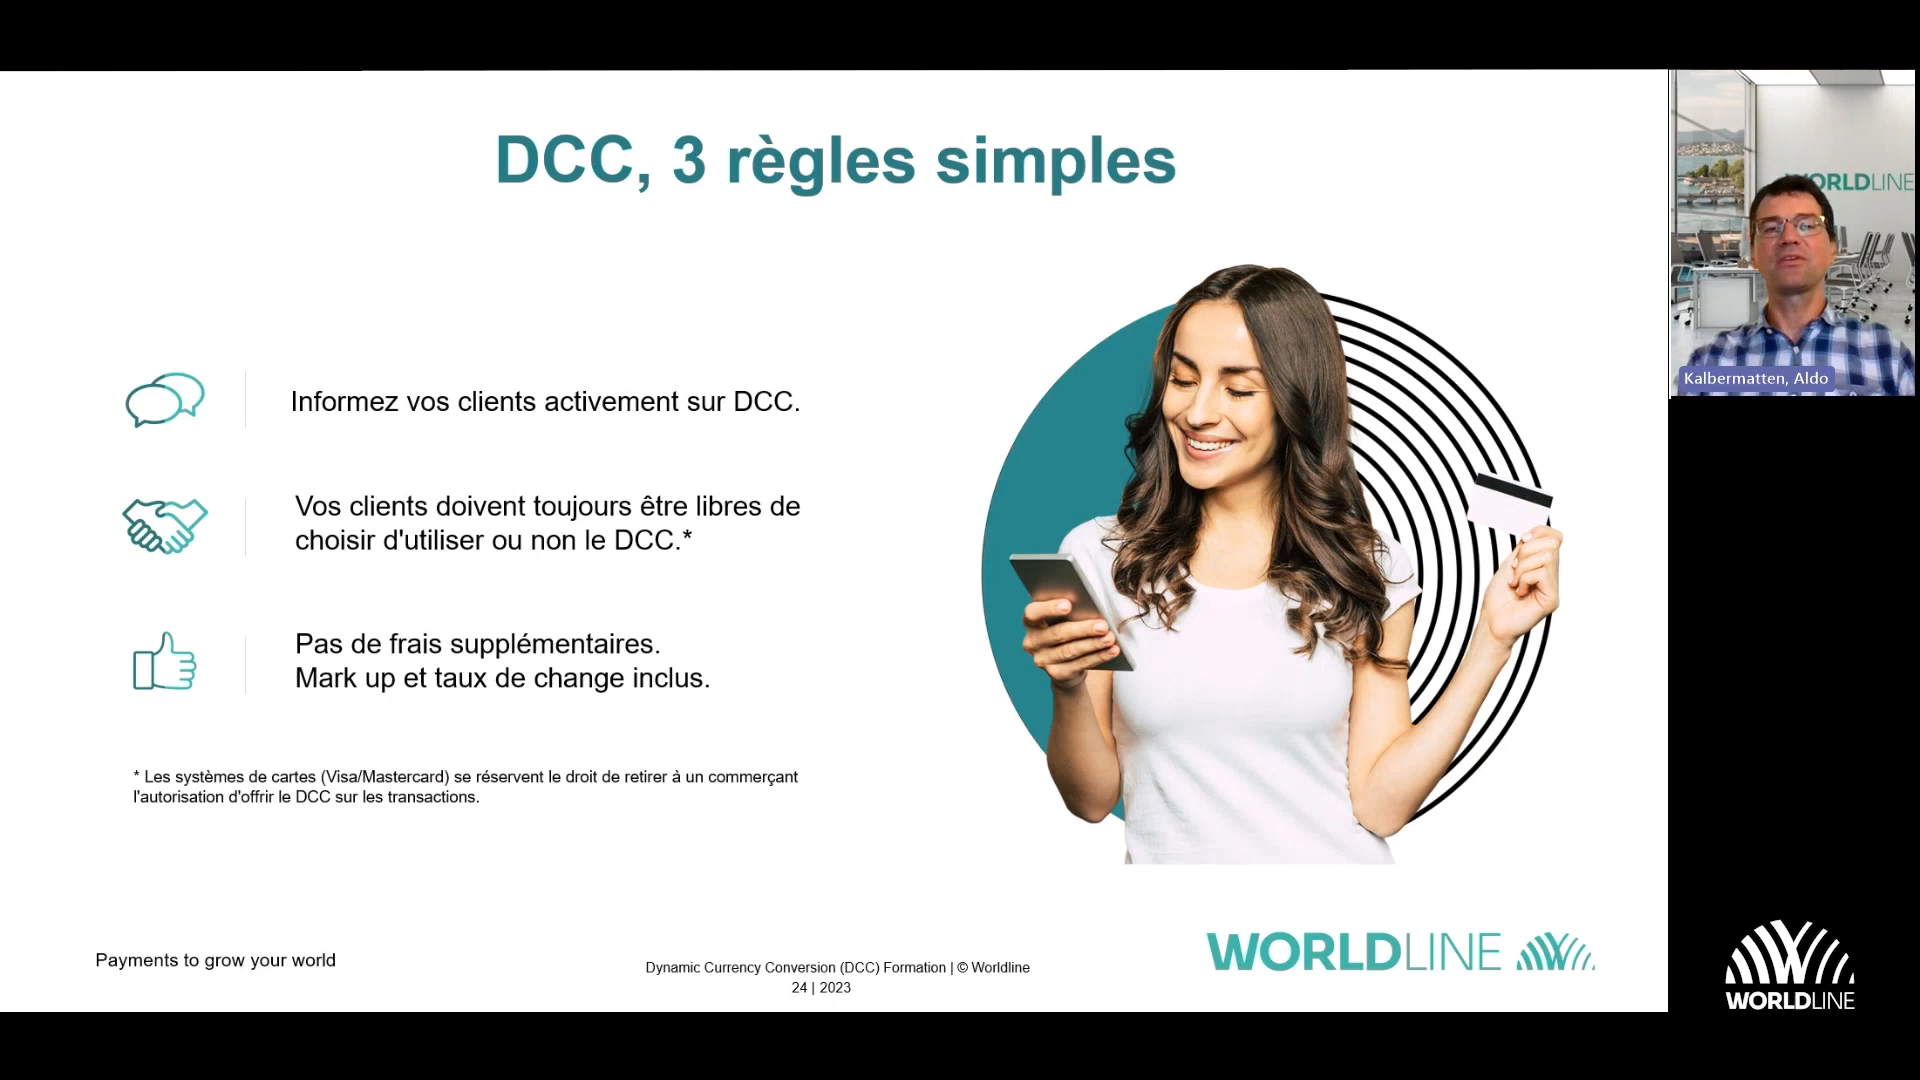 DCC, 3 règles simples
Informez vos clients activement sur DCC.
Vos clients doivent toujours être libres de
choisir d'utiliser ou non le DCC.*
Pas de frais supplémentaires.
Mark up et taux de change inclus.
* Les systèmes de cartes (Visa/Mastercard) se réservent le droit de retirer à un commerçant
l'autorisation d'offrir le DCC sur les transactions.
Payments to grow your world
Dynamic Currency Conversion (DCC) Formation | © Worldline
24 | 2023
WORLDLINE
WORLDLINE
Kalbermatten, Aldo
WORLDLINE